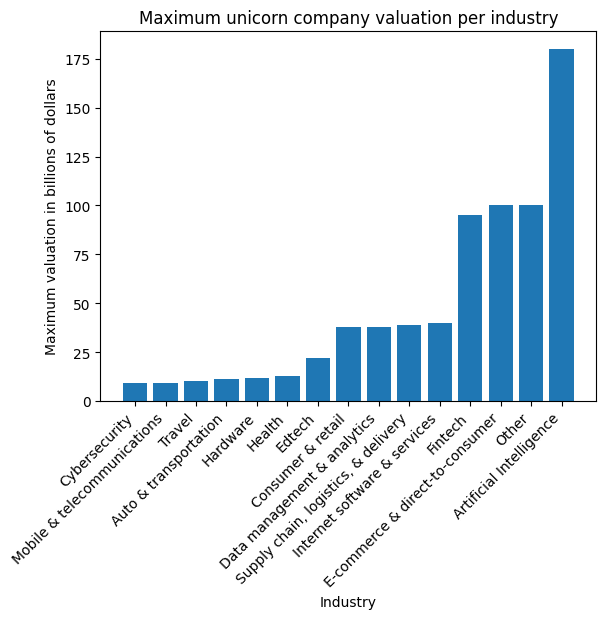 Maximum unicorn company valuation per industry
Maximum valuation in billions of dollars
175
150
125
100
75
50
25
0
Cybersecurity
Mobile & telecommunications
Travel
Auto & transportation
Hardware
Health
Edtech
Consumer & retail
Data management & analytics
Supply chain, logistics, & delivery
Internet software & services
Fintech
E-commerce & direct-to-consumer
Other
Artificial Intelligence
Industry